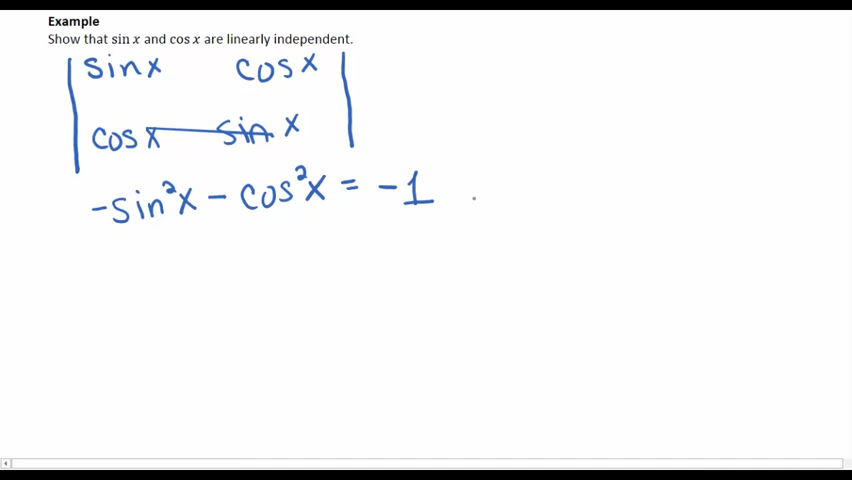 Example
Show that sin x and cos x are linearly independent.
| sin x cos x |
| cos x - sin x |
-sin²x - cos²x = -1